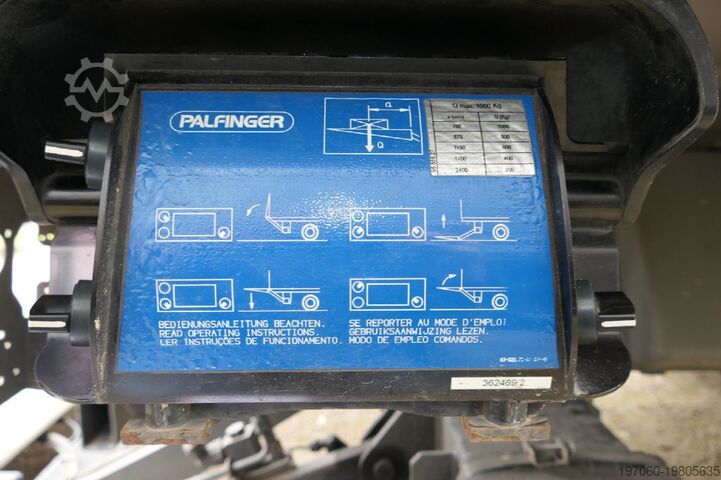 PALFINGER
a
Q
Q max. 1000 Kg
a (mm) Q (Kg)
700 1000
875 800
1150 600
1700 400
2400 250
BEDIENUNGSANLEITUNG BEACHTEN.
READ OPERATING INSTRUCTIONS.
LER INSTRUÇÕES DE FUNCIONAMENTO.
SE REPORTER AU MODE D'EMPLOI
GEBRUIKSAANWIJZING LEZEN.
MODO DE EMPLEO COMANDOS.
362469/2
197060-19805635